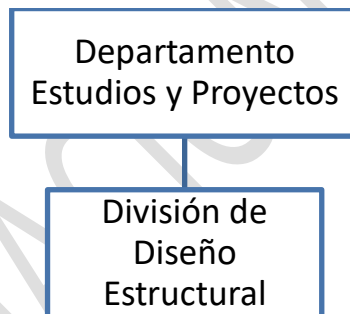 Departamento
Estudios y Proyectos
División de
Diseño
Estructural